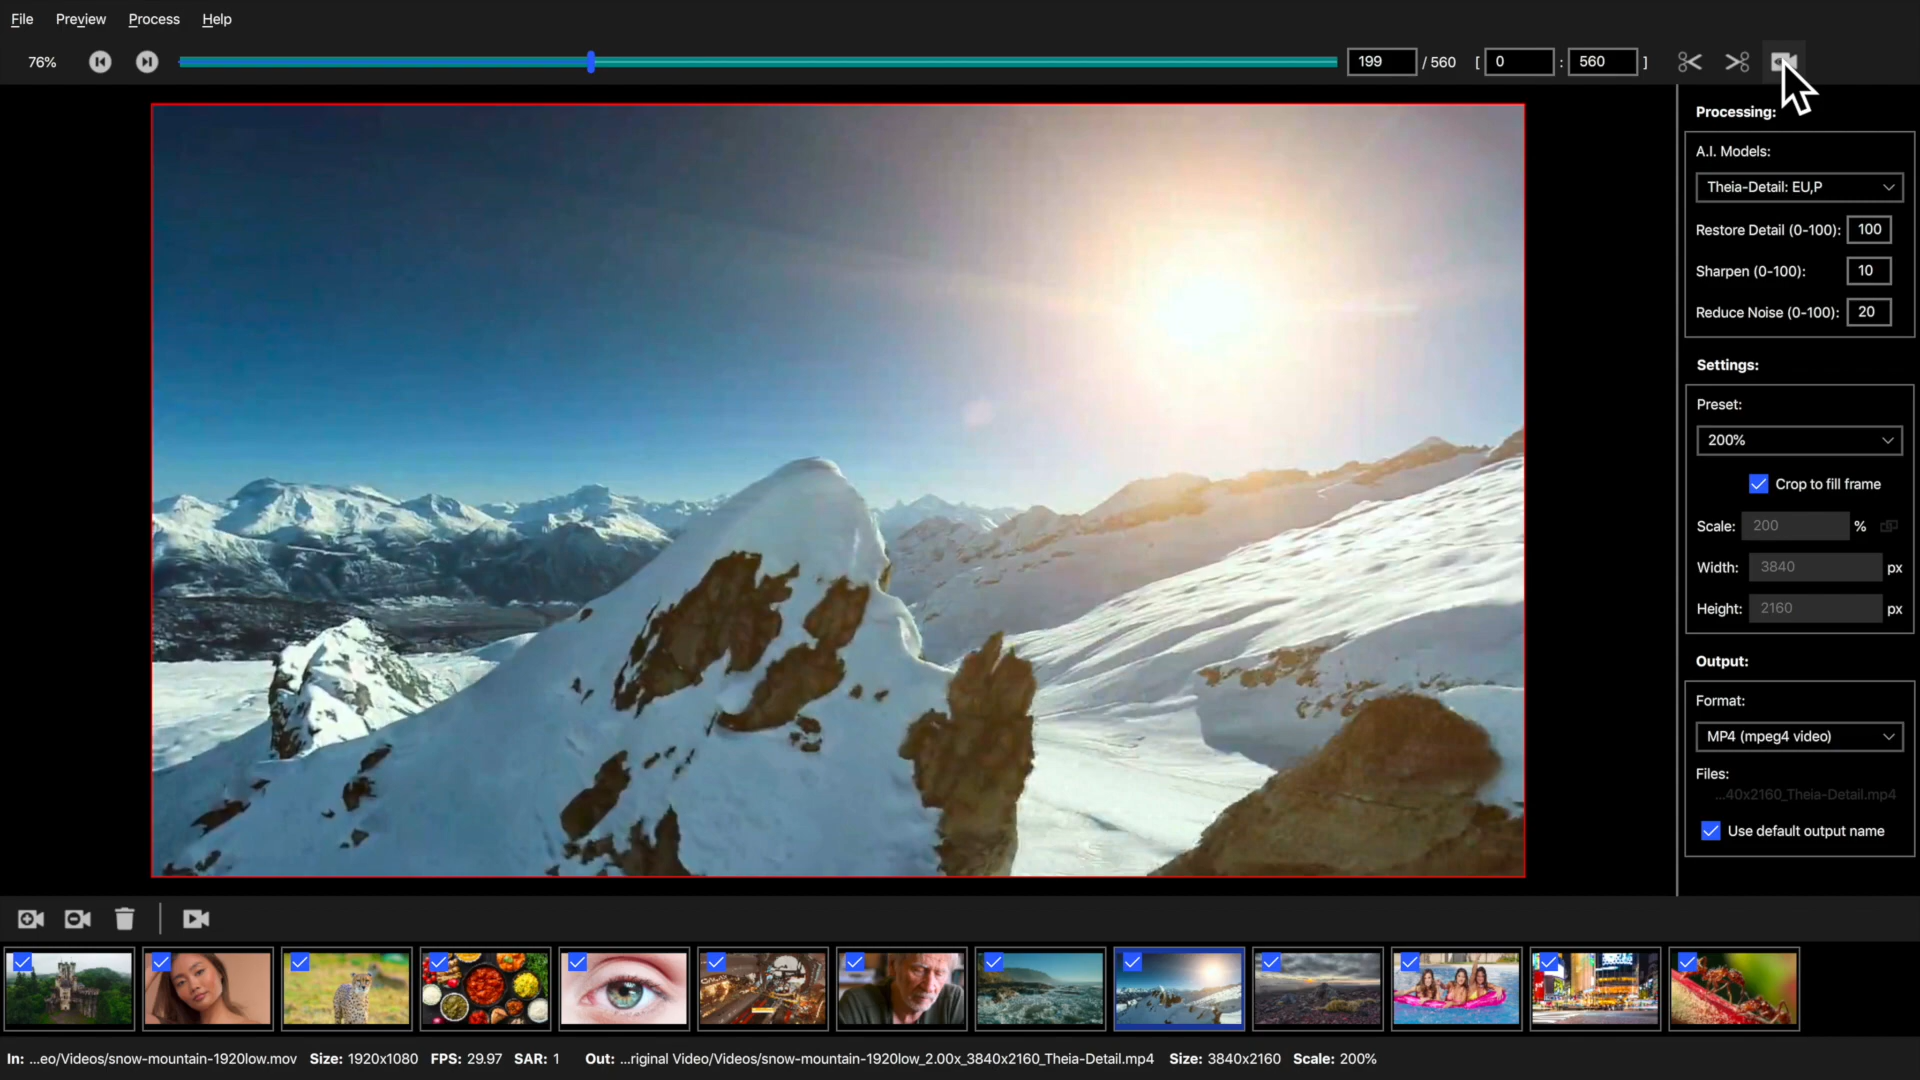 File Preview Process Help
76% 199 / 560 [ 0 : 560 ]
Processing:
A.I. Models:
Theia-Detail: EU,P
Restore Detail (0-100): 100
Sharpen (0-100): 10
Reduce Noise (0-100): 20
Settings:
Preset:
200%
Crop to fill frame
Scale: 200 %
Width: 3840 px
Height: 2160 px
Output:
Format:
MP4 (mpeg4 video)
Files:
...40x2160_Theia-Detail.mp4
Use default output name
In: ...eo/Videos/snow-mountain-1920low.mov Size: 1920x1080 FPS: 29.97 SAR: 1 Out: ...riginal Video/Videos/snow-mountain-1920low_2.00x_3840x2160_Theia-Detail.mp4 Size: 3840x2160 Scale: 200%